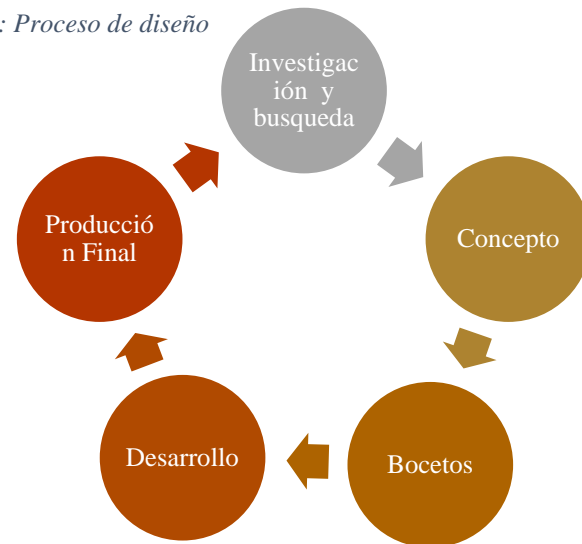 : Proceso de diseño
Investigac
ión y
busqueda
Concepto
Bocetos
Desarrollo
Producció
n Final